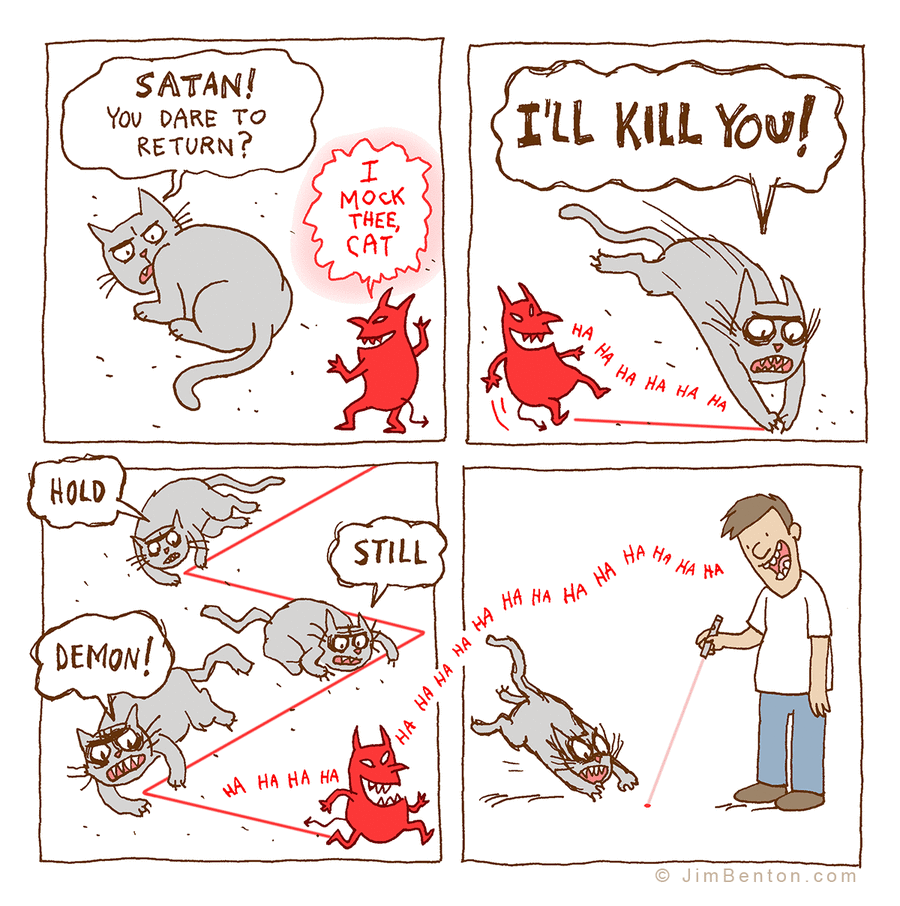 SATAN!
YOU DARE TO
RETURN?
I
MOCK
THEE,
CAT
I'LL KILL YOU!
HA HA HA HA HA HA
HOLD
STILL
DEMON!
HA HA HA HA
HA HA HA HA HA HA HA HA HA HA HA HA HA
© JimBenton.com